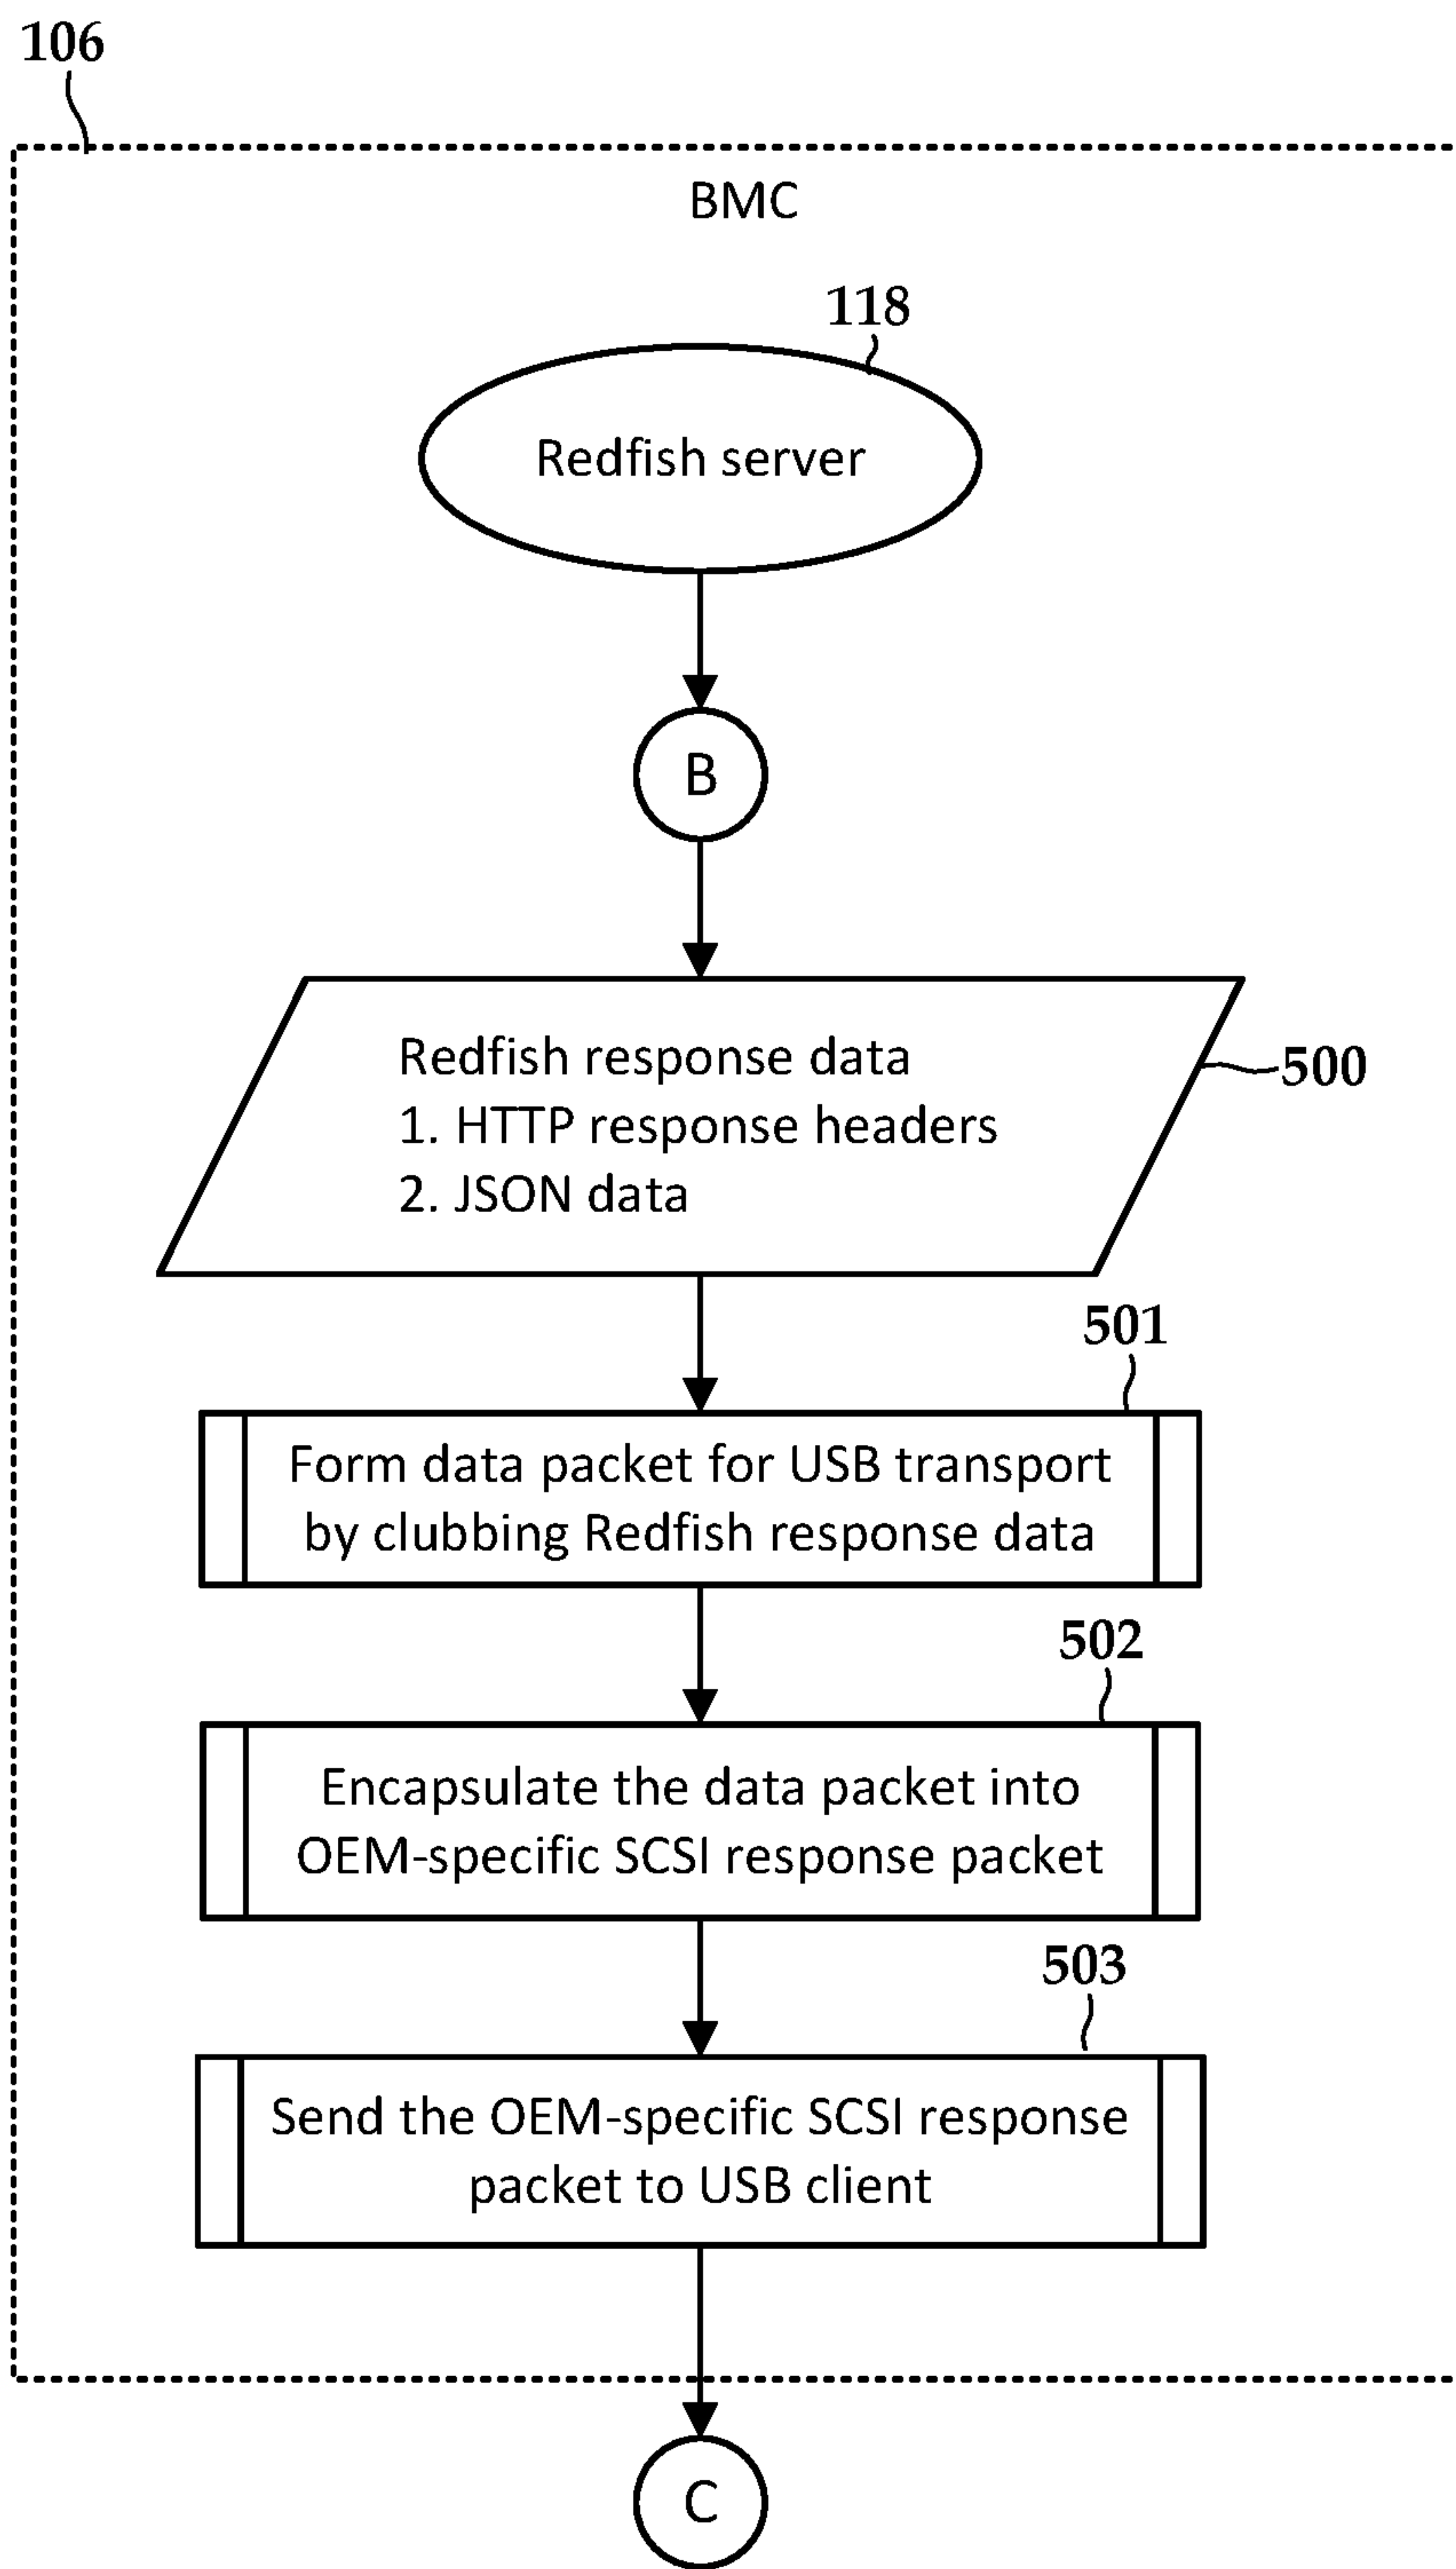 106
BMC
118
Redfish server
B
Redfish response data
1. HTTP response headers
2. JSON data
500
501
Form data packet for USB transport
by clubbing Redfish response data
502
Encapsulate the data packet into
OEM-specific SCSI response packet
503
Send the OEM-specific SCSI response
packet to USB client
C